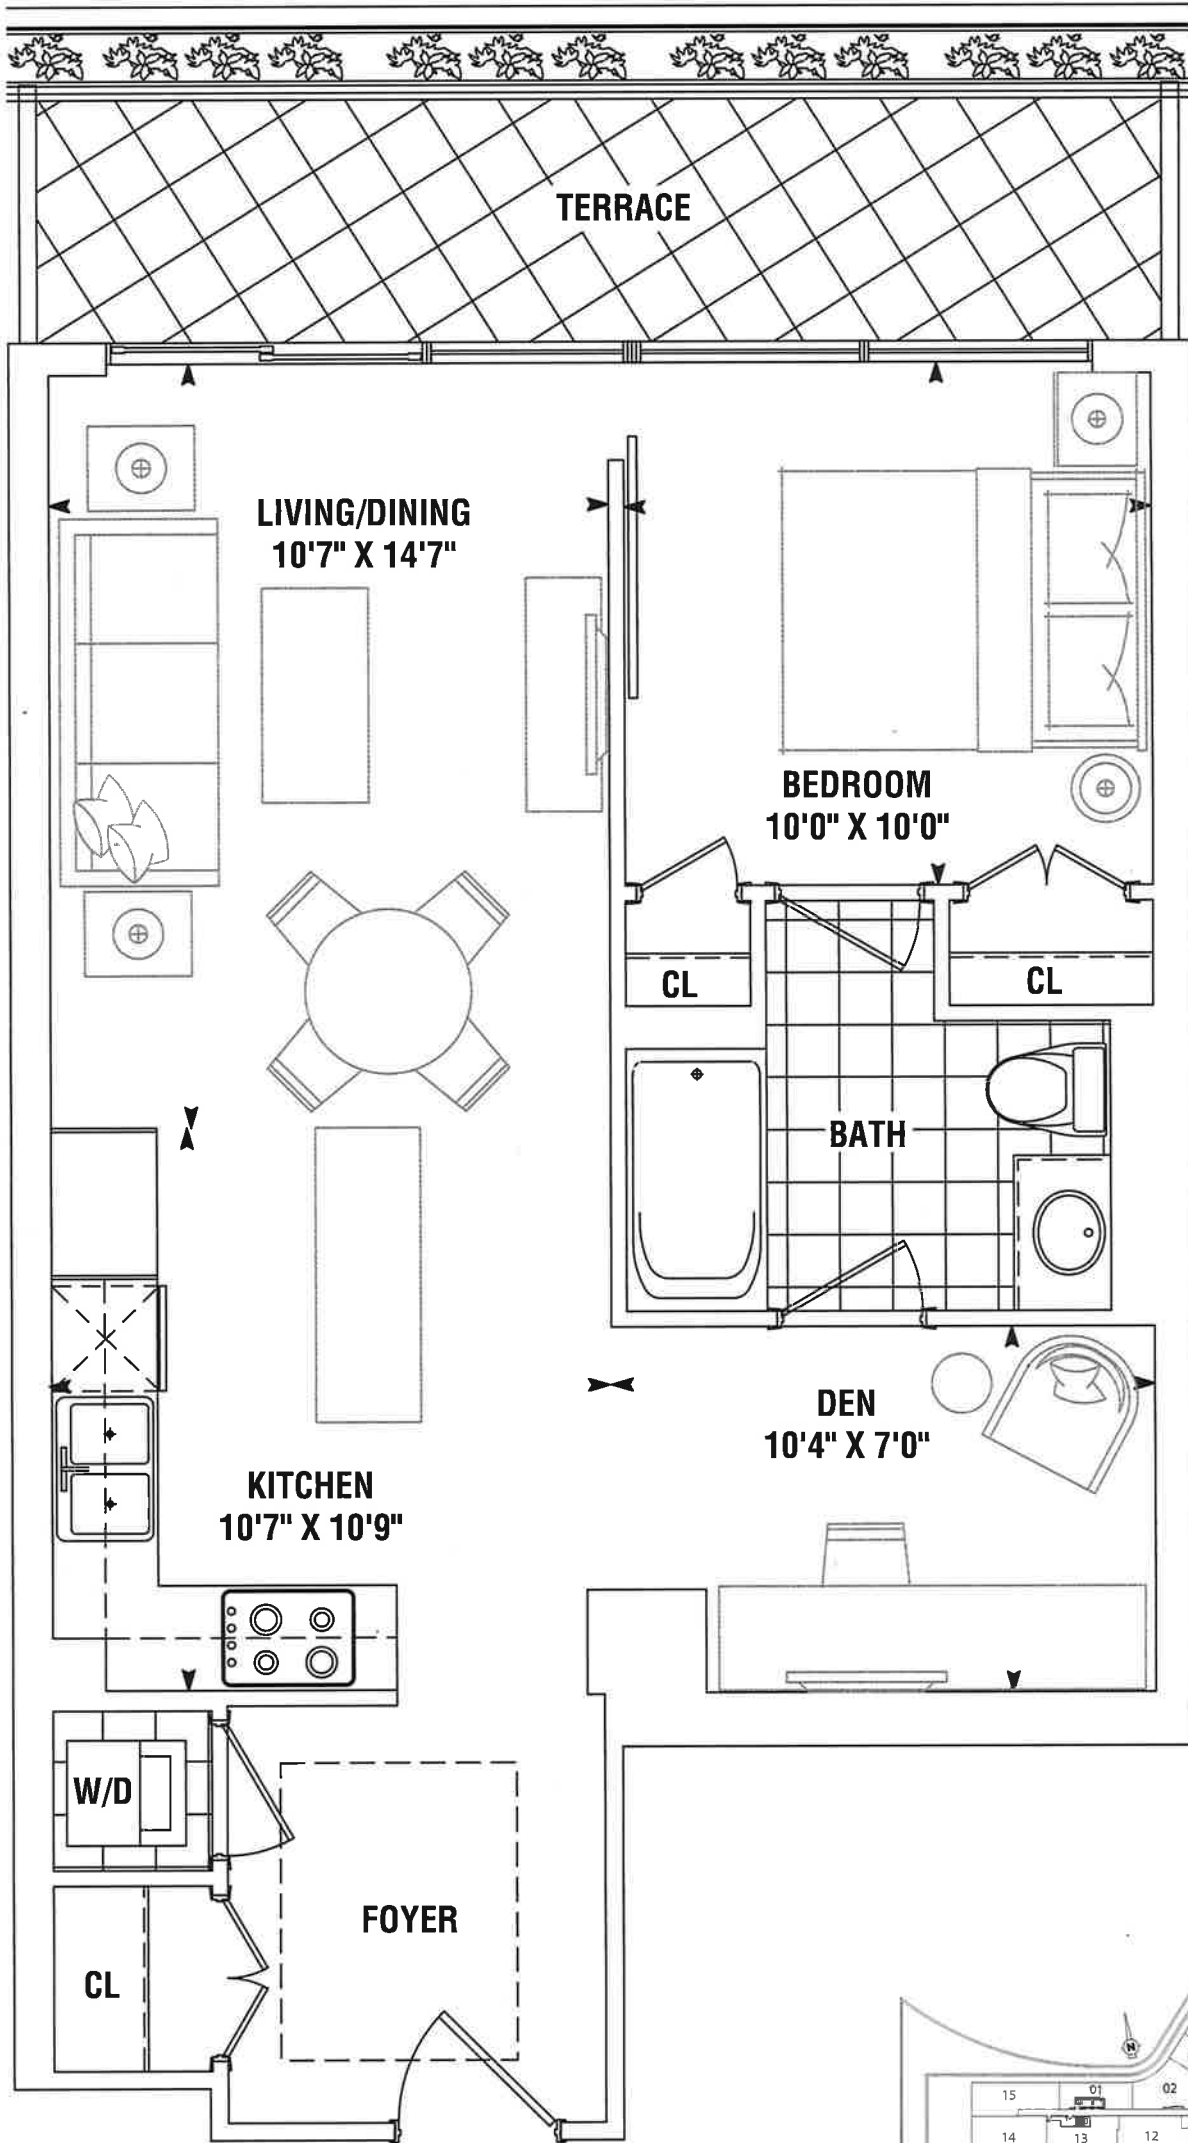 TERRACE
LIVING/DINING
10'7" X 14'7"
BEDROOM
10'0" X 10'0"
CL
CL
BATH
DEN
10'4" X 7'0"
KITCHEN
10'7" X 10'9"
W/D
FOYER
CL
N
15
01
02
14
13
12